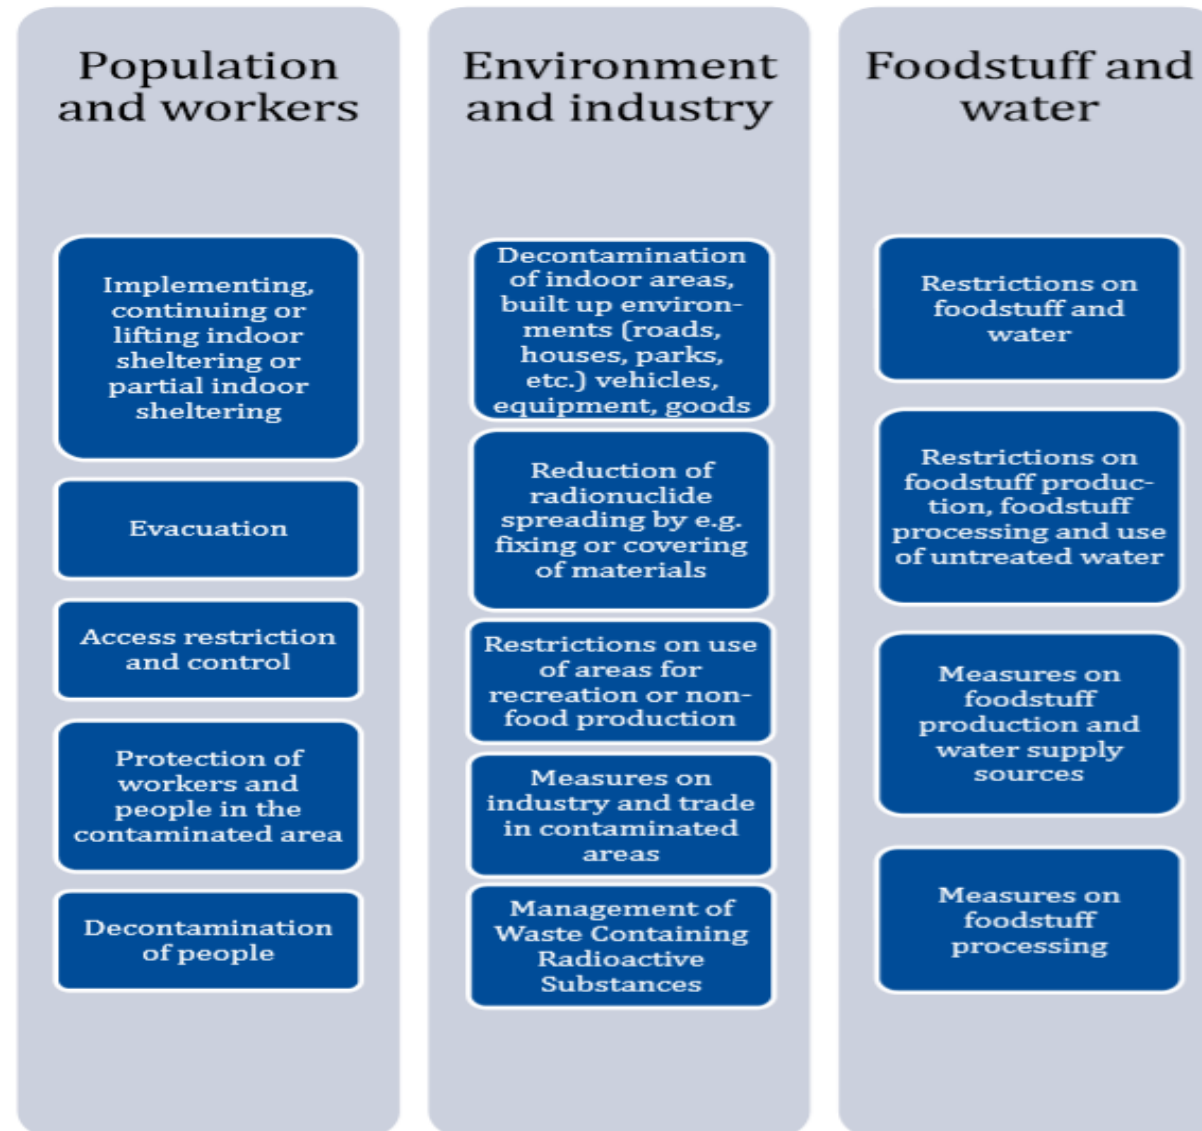 Population
and workers
Implementing,
continuing or
lifting indoor
sheltering or
partial indoor
sheltering
Evacuation
Access restriction
and control
Protection of
workers and
people in the
contaminated area
Decontamination
of people
Environment
and industry
Decontamination
of indoor areas,
built up environ-
ments (roads,
houses, parks,
etc.) vehicles,
equipment, goods
Reduction of
radionuclide
spreading by e.g.
fixing or covering
of materials
Restrictions on use
of areas for
recreation or non-
food production
Measures on
industry and trade
in contaminated
areas
Management of
Waste Containing
Radioactive
Substances
Foodstuff and
water
Restrictions on
foodstuff and
water
Restrictions on
foodstuff produc-
tion, foodstuff
processing and use
of untreated water
Measures on
foodstuff
production and
water supply
sources
Measures on
foodstuff
processing